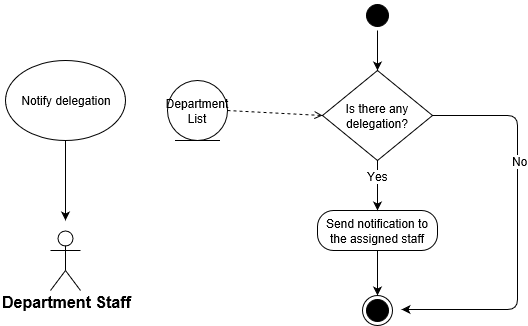 Notify delegation
Department Staff
Department
List
Is there any
delegation?
Yes
No
Send notification to
the assigned staff